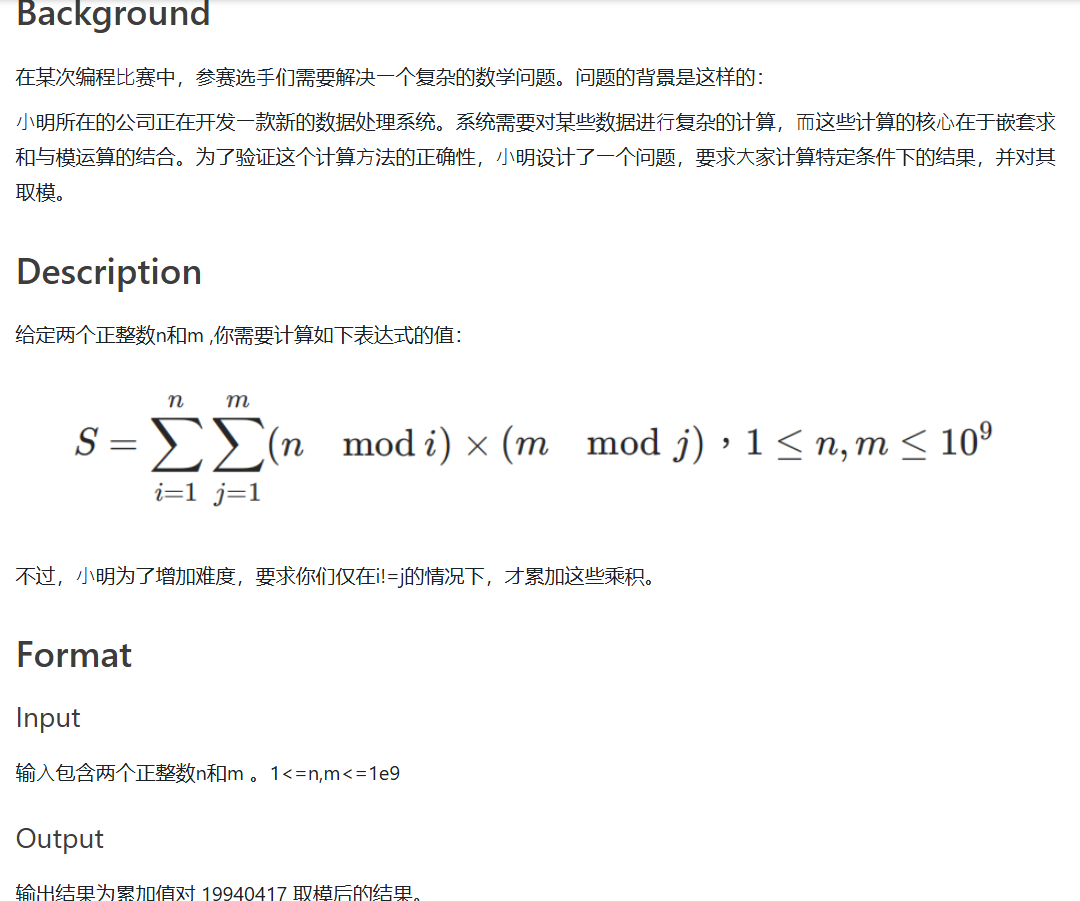 Background
在某次编程比赛中，参赛选手们需要解决一个复杂的数学问题。问题的背景是这样的：
小明所在的公司正在开发一款新的数据处理系统。系统需要对某些数据进行复杂的计算，而这些计算的核心在于嵌套求
和与模运算的结合。为了验证这个计算方法的正确性，小明设计了一个问题，要求大家计算特定条件下的结果，并对其
取模。
Description
给定两个正整数n和m ,你需要计算如下表达式的值：
S = ∑_{i=1}^{n} ∑_{j=1}^{m} (n mod i) × (m mod j)，1 ≤ n, m ≤ 10^9
不过，小明为了增加难度，要求你们仅在i!=j的情况下，才累加这些乘积。
Format
Input
输入包含两个正整数n和m 。1<=n,m<=1e9
Output
输出结果为累加值对 19940417 取模后的结果。